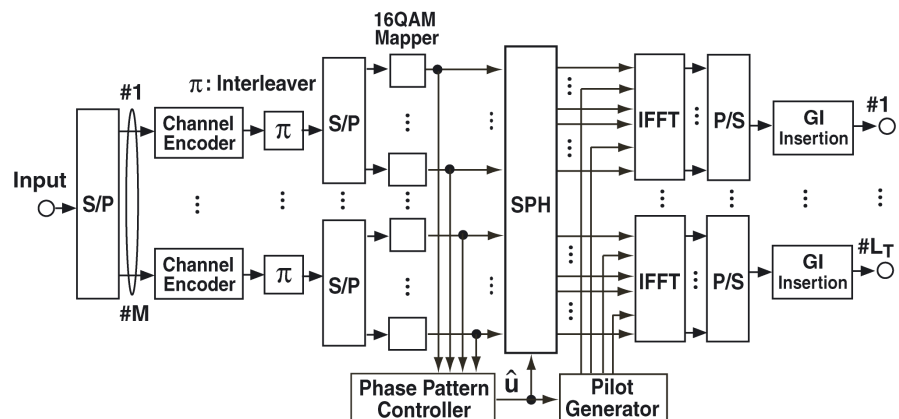 16QAM
Mapper
π : Interleaver
#1
Channel
Encoder
π
S/P
Input
S/P
#M
Channel
Encoder
π
S/P
SPH
IFFT
P/S
GI
Insertion
#1
IFFT
P/S
GI
Insertion
#L_T
Phase Pattern
Controller
û
Pilot
Generator